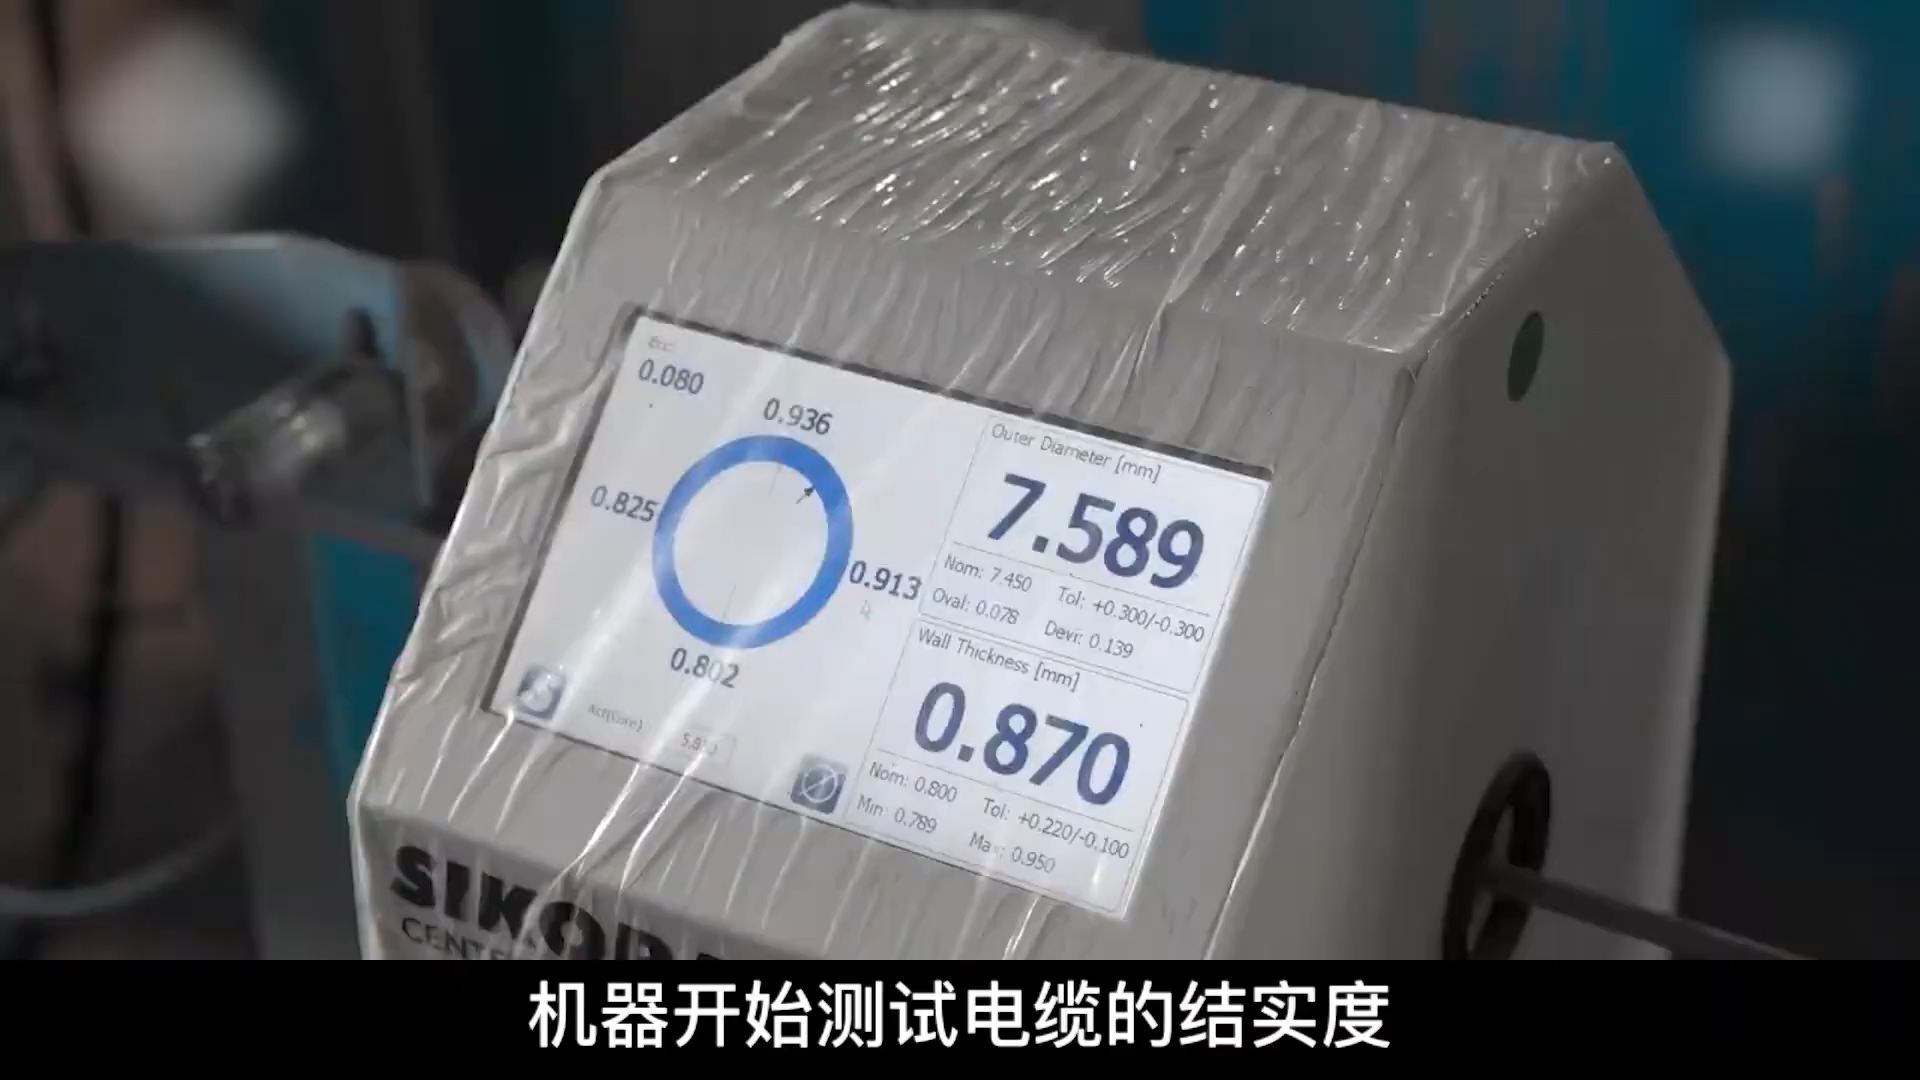 0.080
0.936
0.825
0.913
0.802
Outer Diameter [mm]
7.589
Nom: 7.450
Tol: +0.300/-0.300
Oval: 0.078
Devi: 0.139
Wall Thickness [mm]
0.870
Nom: 0.800
Tol: +0.220/-0.100
Min: 0.789
Max: 0.950
SIKORA
机器开始测试电缆的结实度